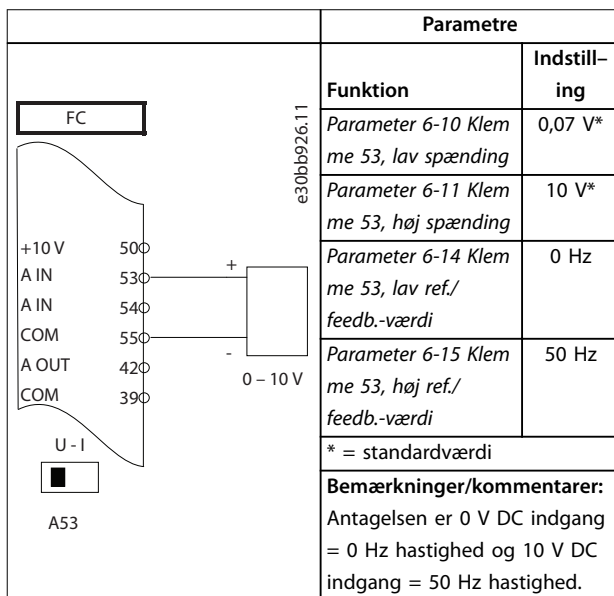 FC
+10 V 50
A IN 53
A IN 54
COM 55
A OUT 42
COM 39
+
-
0 – 10 V
U - I
A53
e30bb926.11
Parametre
Funktion
Indstill–
ing
Parameter 6-10 Klem
me 53, lav spænding
0,07 V*
Parameter 6-11 Klem
me 53, høj spænding
10 V*
Parameter 6-14 Klem
me 53, lav ref./
feedb.-værdi
0 Hz
Parameter 6-15 Klem
me 53, høj ref./
feedb.-værdi
50 Hz
* = standardværdi
Bemærkninger/kommentarer:
Antagelsen er 0 V DC indgang
= 0 Hz hastighed og 10 V DC
indgang = 50 Hz hastighed.